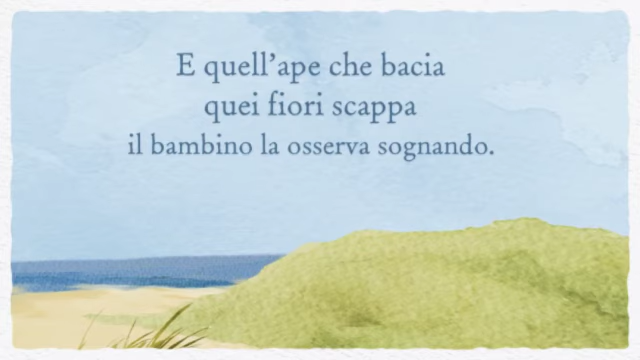 E quell’ape che bacia
quei fiori scappa
il bambino la osserva sognando.